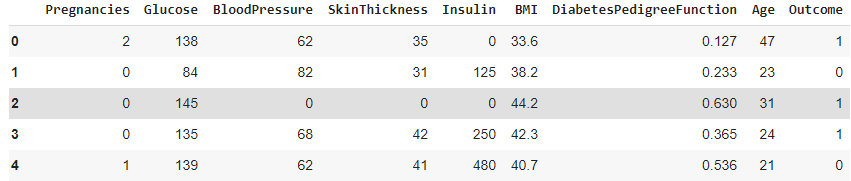 Pregnancies Glucose BloodPressure SkinThickness Insulin BMI DiabetesPedigreeFunction Age Outcome
0 2 138 62 35 0 33.6 0.127 47 1
1 0 84 82 31 125 38.2 0.233 23 0
2 0 145 0 0 0 44.2 0.630 31 1
3 0 135 68 42 250 42.3 0.365 24 1
4 1 139 62 41 480 40.7 0.536 21 0